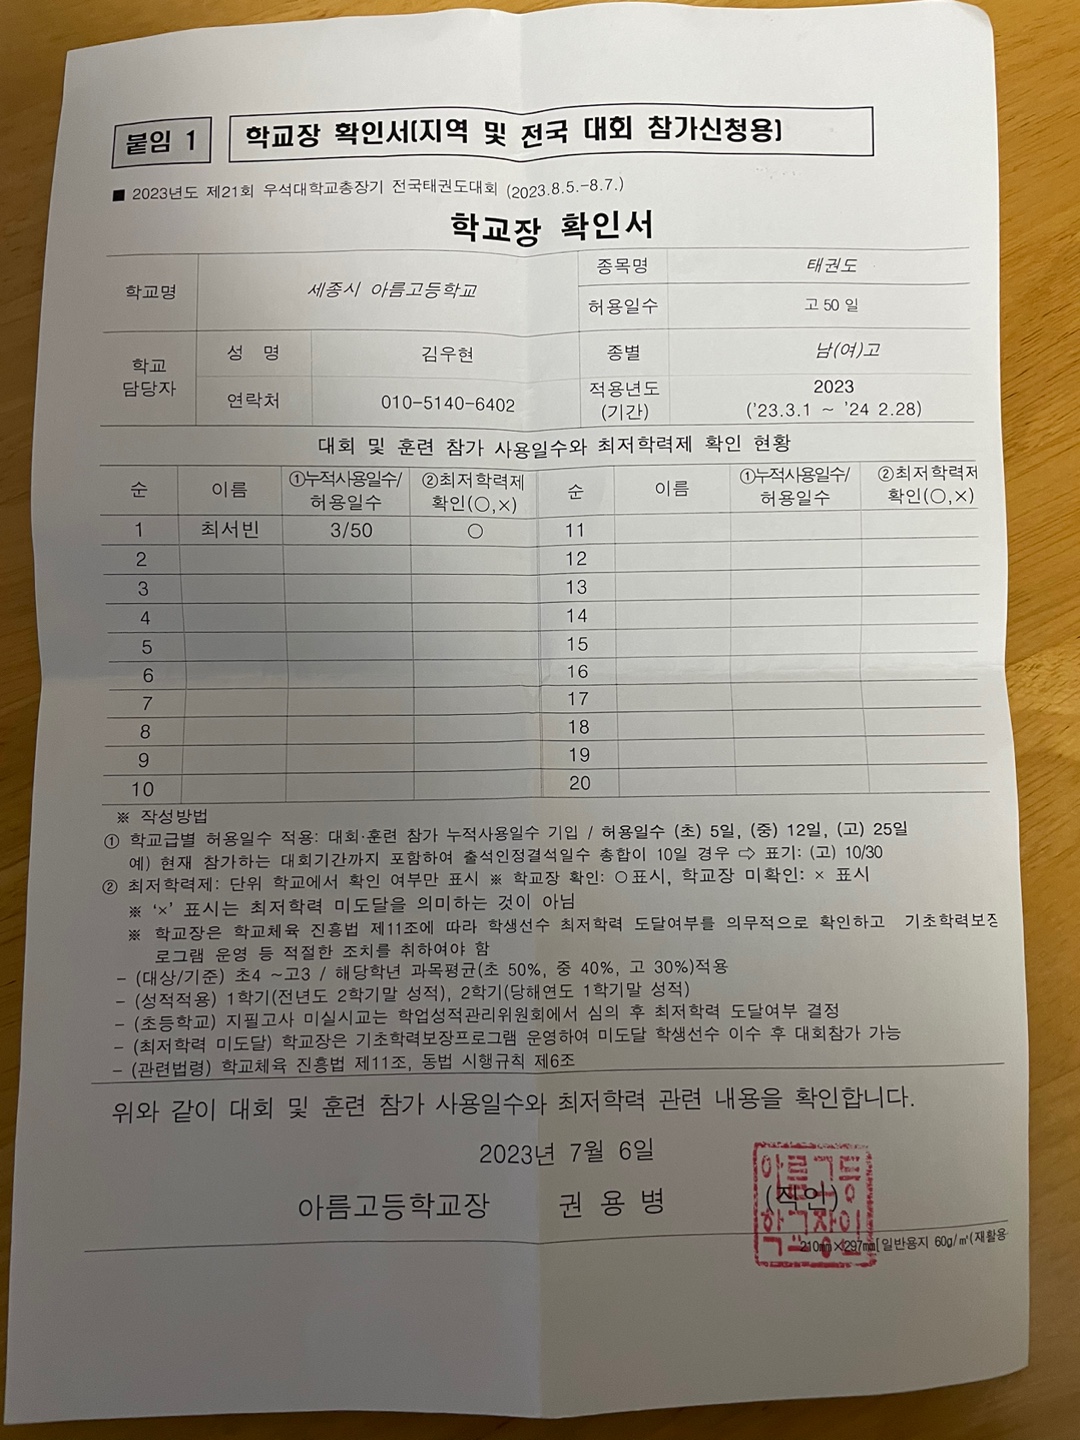 붙임 1
학교장 확인서(지역 및 전국 대회 참가신청용)
■ 2023년도 제21회 우석대학교총장기 전국태권도대회 (2023.8.5.-8.7.)
학교장 확인서
학교명 세종시 아름고등학교 종목명 태권도
허용일수 고 50 일
학교 담당자 성 명 김우현 종별 남(여)고
연락처 010-5140-6402 적용년도 (기간) 2023 ('23.3.1 ~ '24 2.28)
대회 및 훈련 참가 사용일수와 최저학력제 확인 현황
순 이름 ①누적사용일수/허용일수 ②최저학력제 확인(○,×) 순 이름 ①누적사용일수/허용일수 ②최저학력제 확인(○,×)
1 최서빈 3/50 ○ 11
2 12
3 13
4 14
5 15
6 16
7 17
8 18
9 19
10 20
※ 작성방법
① 학교급별 허용일수 적용: 대회·훈련 참가 누적사용일수 기입 / 허용일수 (초) 5일, (중) 12일, (고) 25일
예) 현재 참가하는 대회기간까지 포함하여 출석인정결석일수 총합이 10일 경우 ⇨ 표기: (고) 10/30
② 최저학력제: 단위 학교에서 확인 여부만 표시 ※ 학교장 확인: ○표시, 학교장 미확인: × 표시
※ '×' 표시는 최저학력 미도달을 의미하는 것이 아님
※ 학교장은 학교체육 진흥법 제11조에 따라 학생선수 최저학력 도달여부를 의무적으로 확인하고 기초학력보장
로그램 운영 등 적절한 조치를 취하여야 함
- (대상/기준) 초4 ~고3 / 해당학년 과목평균(초 50%, 중 40%, 고 30%)적용
- (성적적용) 1학기(전년도 2학기말 성적), 2학기(당해연도 1학기말 성적)
- (초등학교) 지필고사 미실시교는 학업성적관리위원회에서 심의 후 최저학력 도달여부 결정
- (최저학력 미도달) 학교장은 기초학력보장프로그램 운영하여 미도달 학생선수 이수 후 대회참가 가능
- (관련법령) 학교체육 진흥법 제11조, 동법 시행규칙 제6조
위와 같이 대회 및 훈련 참가 사용일수와 최저학력 관련 내용을 확인합니다.
2023년 7월 6일
아름고등학교장 권 용 병 (직인)
아름고등
학교장인
210㎜×297㎜[일반용지 60g/㎡(재활용